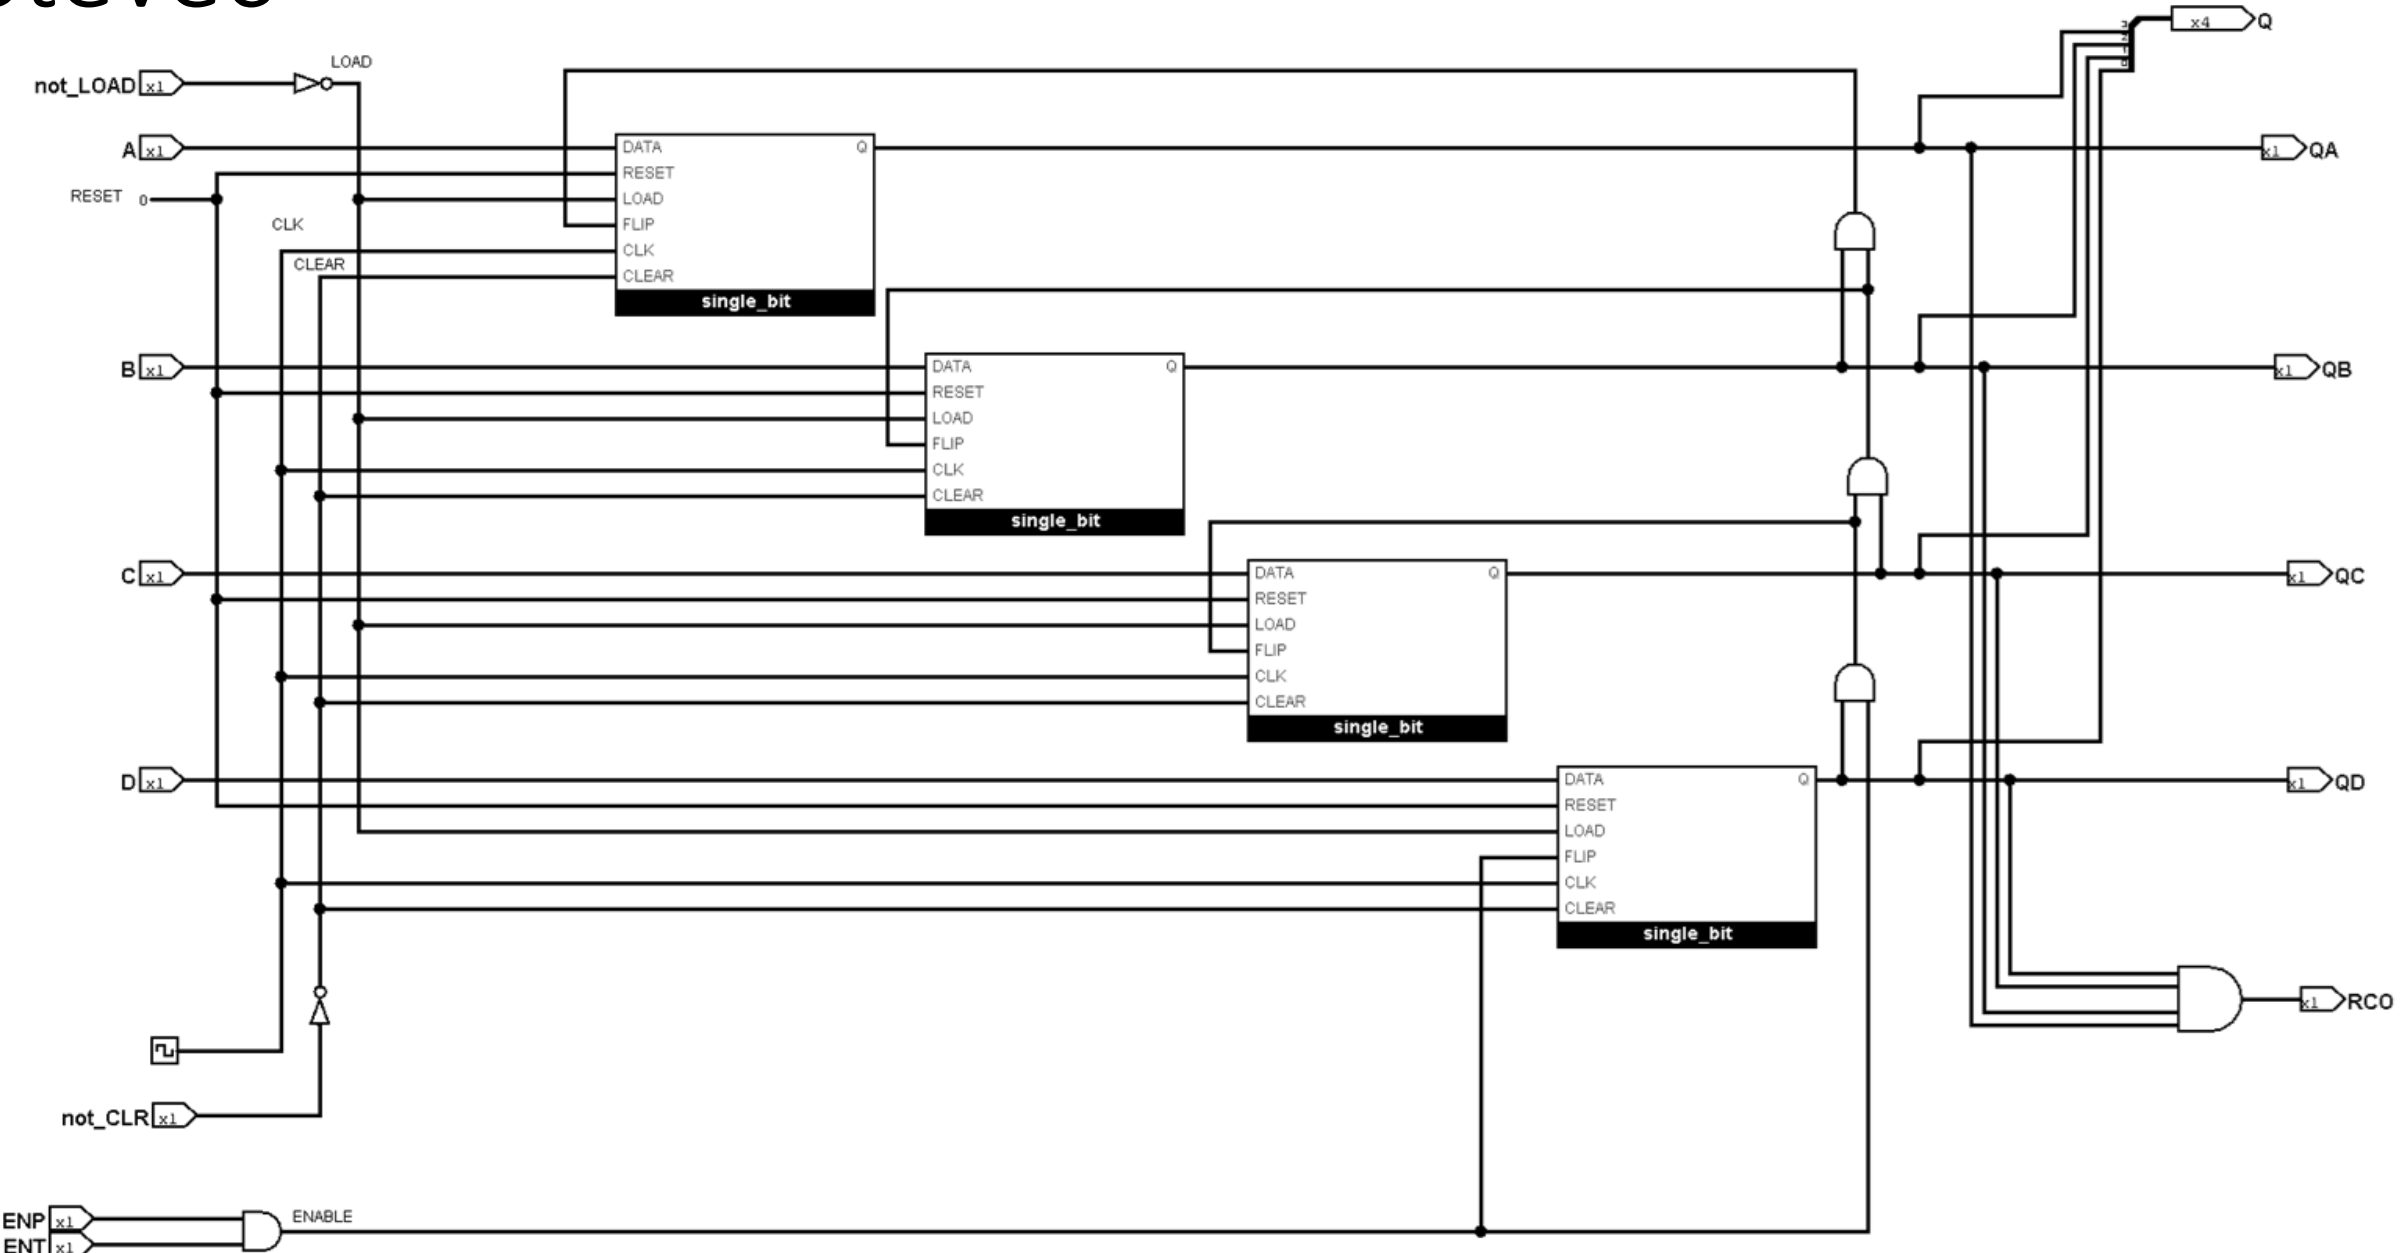 x4 Q
LOAD
not_LOAD x1
A x1 DATA Q x1 QA
RESET
RESET 0 LOAD
CLK FLIP
CLK
CLEAR CLEAR
single_bit
B x1 DATA Q x1 QB
RESET
LOAD
FLIP
CLK
CLEAR
single_bit
C x1 DATA Q x1 QC
RESET
LOAD
FLIP
CLK
CLEAR
single_bit
D x1 DATA Q x1 QD
RESET
LOAD
FLIP
CLK
CLEAR
single_bit
x1 RCO
not_CLR x1
ENP x1 ENABLE
ENT x1